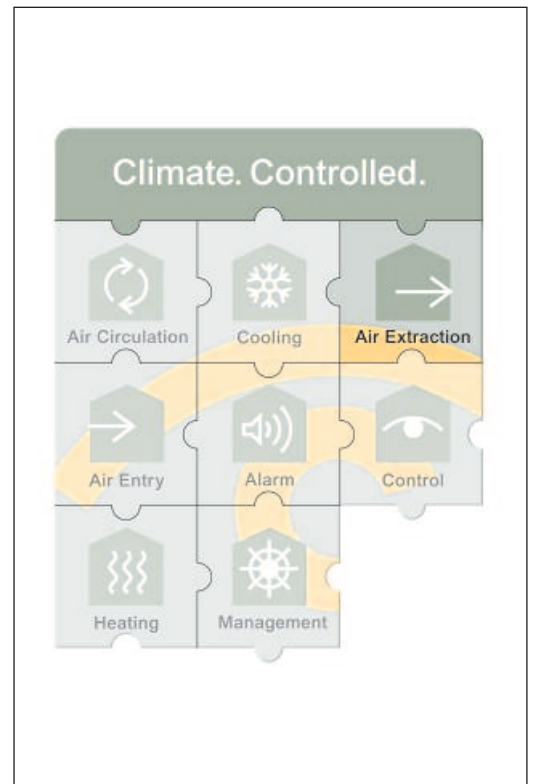 Climate. Controlled.
Air Circulation
Cooling
Air Extraction
Air Entry
Alarm
Control
Heating
Management